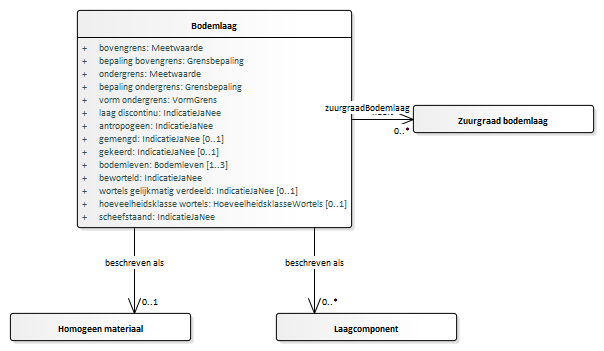 Bodemlaag
+ bovengrens: Meetwaarde
+ bepaling bovengrens: Grensbepaling
+ ondergrens: Meetwaarde
+ bepaling ondergrens: Grensbepaling
+ vorm ondergrens: VormGrens
+ laag discontinu: IndicatieJaNee
+ antropogeen: IndicatieJaNee
+ gemengd: IndicatieJaNee [0..1]
+ gekeerd: IndicatieJaNee [0..1]
+ bodemleven: Bodemleven [1..3]
+ beworteld: IndicatieJaNee
+ wortels gelijkmatig verdeeld: IndicatieJaNee [0..1]
+ hoeveelheidsklasse wortels: HoeveelheidsklasseWortels [0..1]
+ scheefstaand: IndicatieJaNee
zuurgraadBodemlaag
0..*
Zuurgraad bodemlaag
beschreven als
beschreven als
0..1
0..*
Homogeen materiaal
Laagcomponent